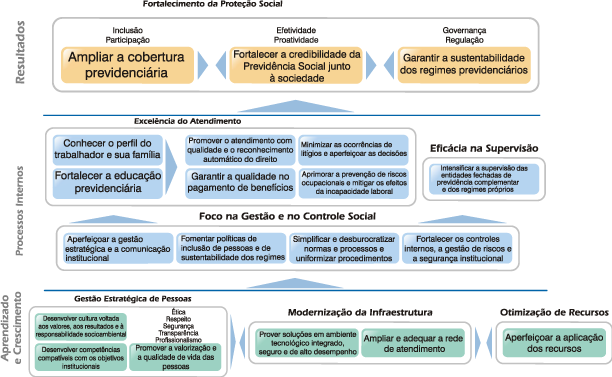 Fortalecimento da Proteção Social
Resultados
Inclusão
Participação
Efetividade
Proatividade
Governança
Regulação
Ampliar a cobertura
previdenciária
Fortalecer a credibilidade da
Previdência Social junto
à sociedade
Garantir a sustentabilidade
dos regimes previdenciários
Processos Internos
Excelência do Atendimento
Conhecer o perfil do
trabalhador e sua família
Promover o atendimento com
qualidade e o reconhecimento
automático do direito
Minimizar as ocorrências de
litígios e aperfeiçoar as decisões
Fortalecer a educação
previdenciária
Garantir a qualidade no
pagamento de benefícios
Aprimorar a prevenção de riscos
ocupacionais e mitigar os efeitos
da incapacidade laboral
Eficácia na Supervisão
Intensificar a supervisão das
entidades fechadas de
previdência complementar
e dos regimes próprios
Foco na Gestão e no Controle Social
Aperfeiçoar a gestão
estratégica e a comunicação
institucional
Fomentar políticas de
inclusão de pessoas e de
sustentabilidade dos regimes
Simplificar e desburocratizar
normas e processos e
uniformizar procedimentos
Fortalecer os controles
internos, a gestão de riscos e
a segurança institucional
Aprendizado
e Crescimento
Gestão Estratégica de Pessoas
Desenvolver cultura voltada
aos valores, aos resultados e à
responsabilidade socioambiental
Ética
Respeito
Segurança
Transparência
Profissionalismo
Desenvolver competências
compatíveis com os objetivos
institucionais
Promover a valorização e
a qualidade de vida das
pessoas
Modernização da Infraestrutura
Prover soluções em ambiente
tecnológico integrado,
seguro e de alto desempenho
Ampliar e adequar a rede
de atendimento
Otimização de Recursos
Aperfeiçoar a aplicação
dos recursos